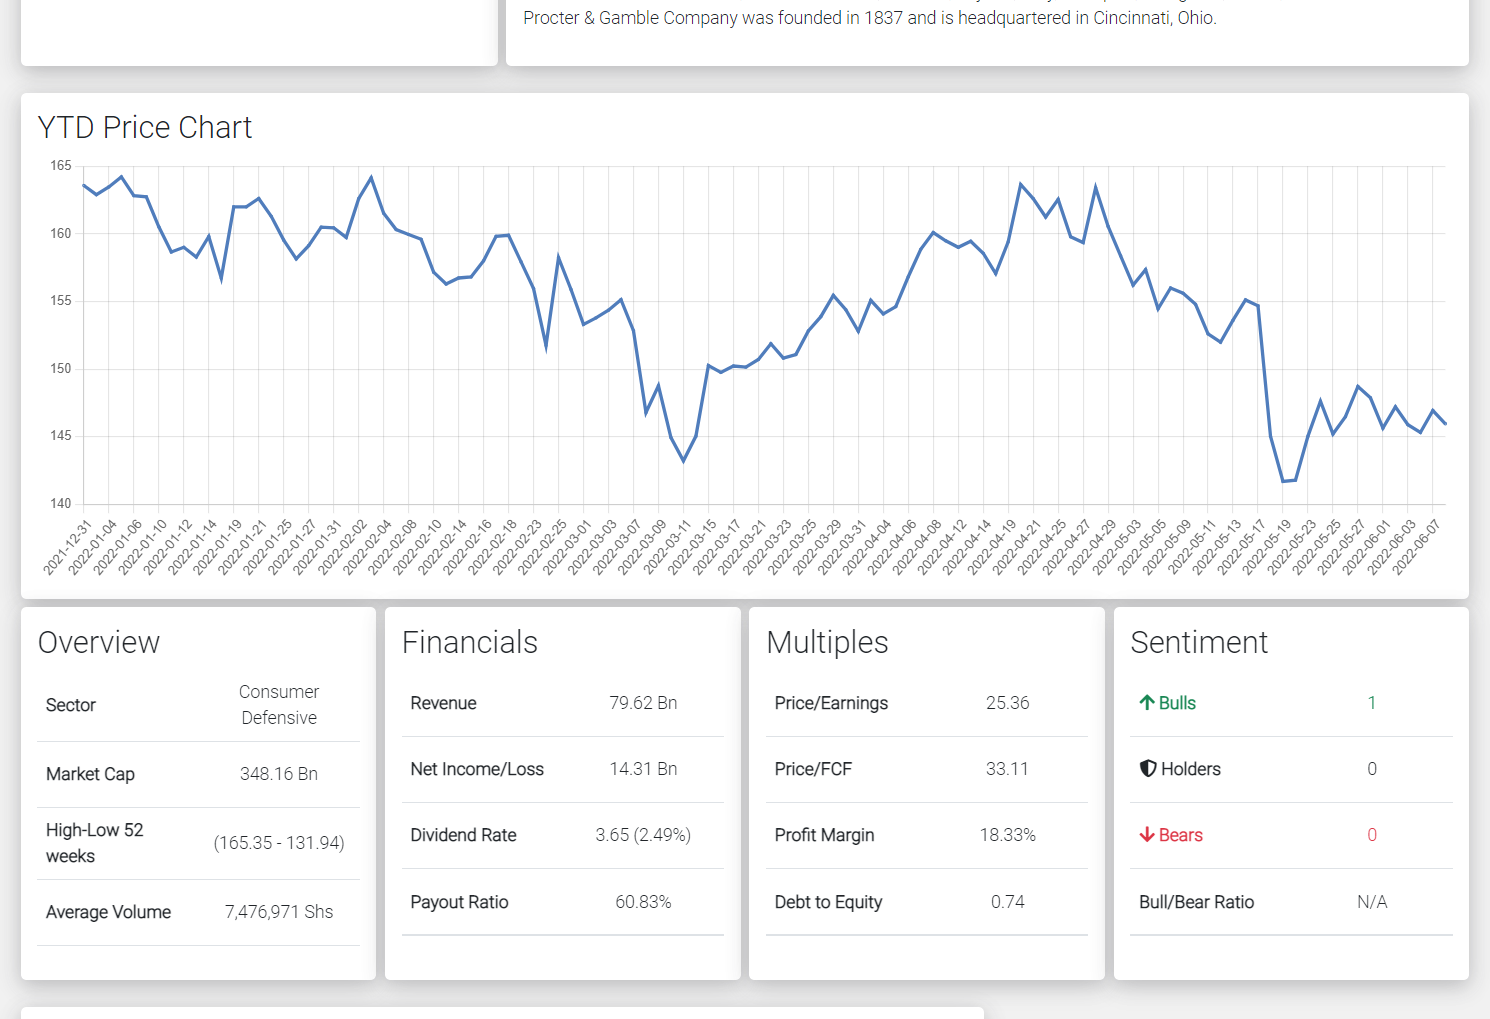 Procter & Gamble Company was founded in 1837 and is headquartered in Cincinnati, Ohio.
YTD Price Chart
165
160
155
150
145
140
2021-12-31
2022-01-04
2022-01-06
2022-01-10
2022-01-12
2022-01-14
2022-01-19
2022-01-21
2022-01-25
2022-01-27
2022-01-31
2022-02-02
2022-02-04
2022-02-08
2022-02-10
2022-02-14
2022-02-16
2022-02-18
2022-02-23
2022-02-25
2022-03-01
2022-03-03
2022-03-07
2022-03-09
2022-03-11
2022-03-15
2022-03-17
2022-03-21
2022-03-23
2022-03-25
2022-03-29
2022-03-31
2022-04-04
2022-04-06
2022-04-08
2022-04-12
2022-04-14
2022-04-19
2022-04-21
2022-04-25
2022-04-27
2022-04-29
2022-05-03
2022-05-05
2022-05-09
2022-05-11
2022-05-13
2022-05-17
2022-05-19
2022-05-23
2022-05-25
2022-05-27
2022-06-01
2022-06-03
2022-06-07
Overview
Sector Consumer
Defensive
Market Cap 348.16 Bn
High-Low 52
weeks (165.35 - 131.94)
Average Volume 7,476,971 Shs
Financials
Revenue 79.62 Bn
Net Income/Loss 14.31 Bn
Dividend Rate 3.65 (2.49%)
Payout Ratio 60.83%
Multiples
Price/Earnings 25.36
Price/FCF 33.11
Profit Margin 18.33%
Debt to Equity 0.74
Sentiment
Bulls 1
Holders 0
Bears 0
Bull/Bear Ratio N/A